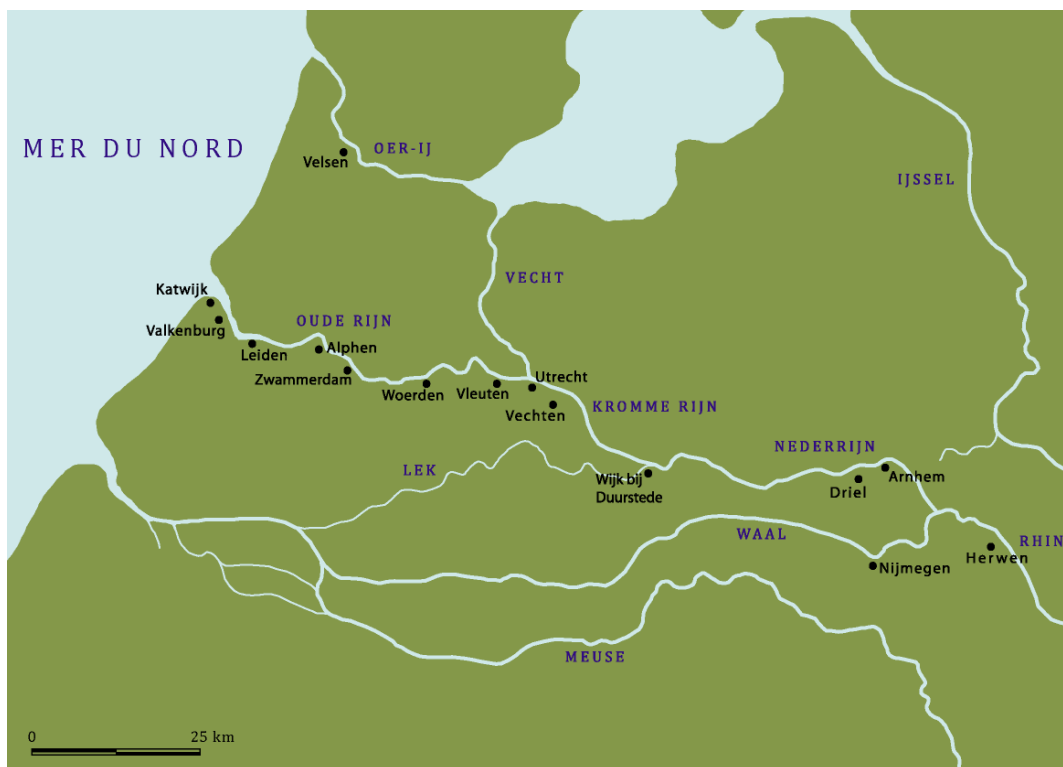 MER DU NORD
OER-IJ
Velsen
IJSSEL
VECHT
Katwijk
Valkenburg
OUDE RIJN
Leiden
Alphen
Zwammerdam
Woerden
Vleuten
Utrecht
Vechten
KROMME RIJN
NEDERRIJN
LEK
Wijk bij
Duurstede
Driel
Arnhem
WAAL
RHIN
Herwen
Nijmegen
MEUSE
0 25 km